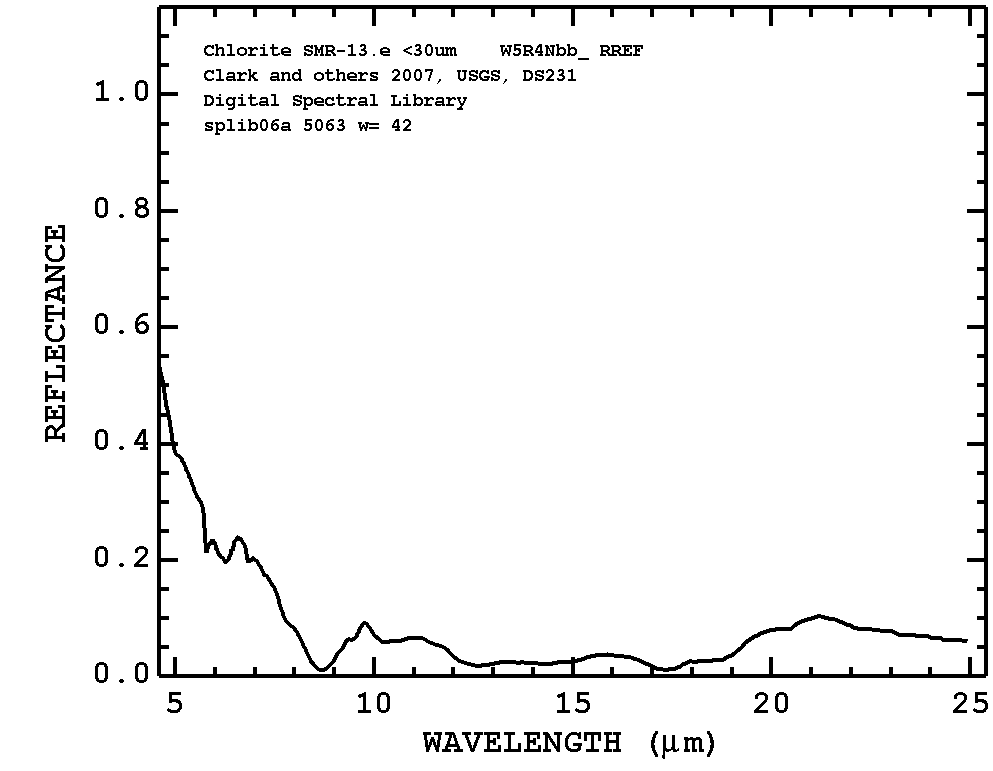 Chlorite SMR-13.e <30um    W5R4Nbb_ RREF
Clark and others 2007, USGS, DS231
Digital Spectral Library
splib06a 5063 w= 42
1.0
0.8
0.6
0.4
0.2
0.0
REFLECTANCE
5 10 15 20 25
WAVELENGTH (μm)